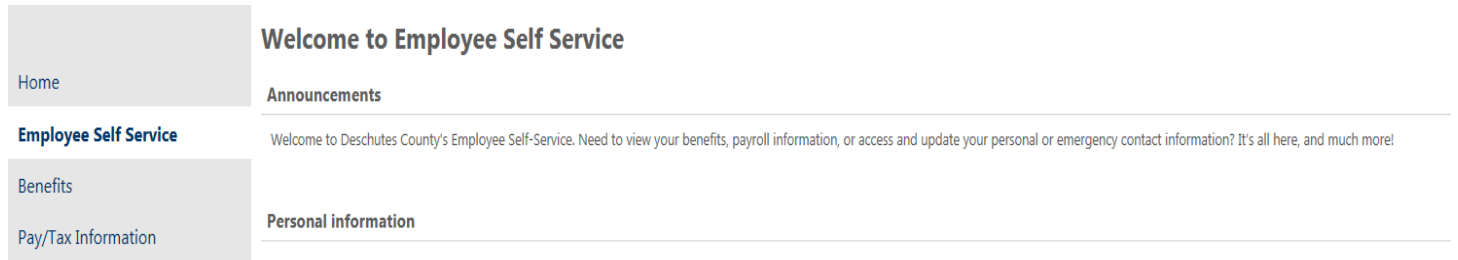 Welcome to Employee Self Service
Home
Announcements
Employee Self Service
Welcome to Deschutes County's Employee Self-Service. Need to view your benefits, payroll information, or access and update your personal or emergency contact information? It's all here, and much more!
Benefits
Personal information
Pay/Tax Information